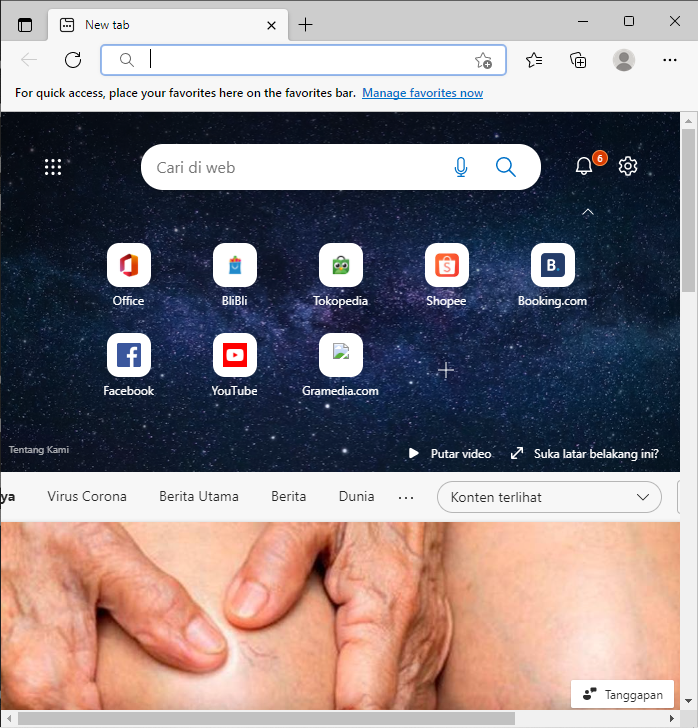 New tab
For quick access, place your favorites here on the favorites bar. Manage favorites now
Cari di web
6
Office
BliBli
Tokopedia
Shopee
B.
Booking.com
Facebook
YouTube
Gramedia.com
Tentang Kami
Putar video
Suka latar belakang ini?
ya
Virus Corona
Berita Utama
Berita
Dunia
Konten terlihat
Tanggapan